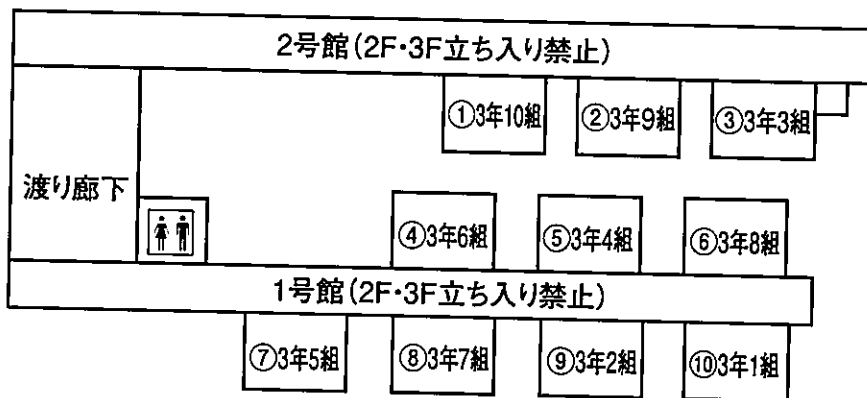 2号館(2F・3F立ち入り禁止)
①3年10組
②3年9組
③3年3組
渡り廊下
④3年6組
⑤3年4組
⑥3年8組
1号館(2F・3F立ち入り禁止)
⑦3年5組
⑧3年7組
⑨3年2組
⑩3年1組